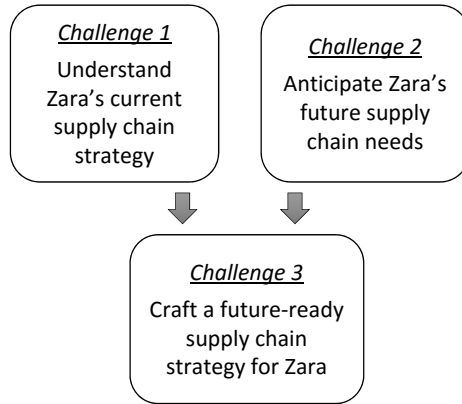 Challenge 1
Understand
Zara’s current
supply chain
strategy
Challenge 2
Anticipate Zara’s
future supply
chain needs
Challenge 3
Craft a future-ready
supply chain
strategy for Zara